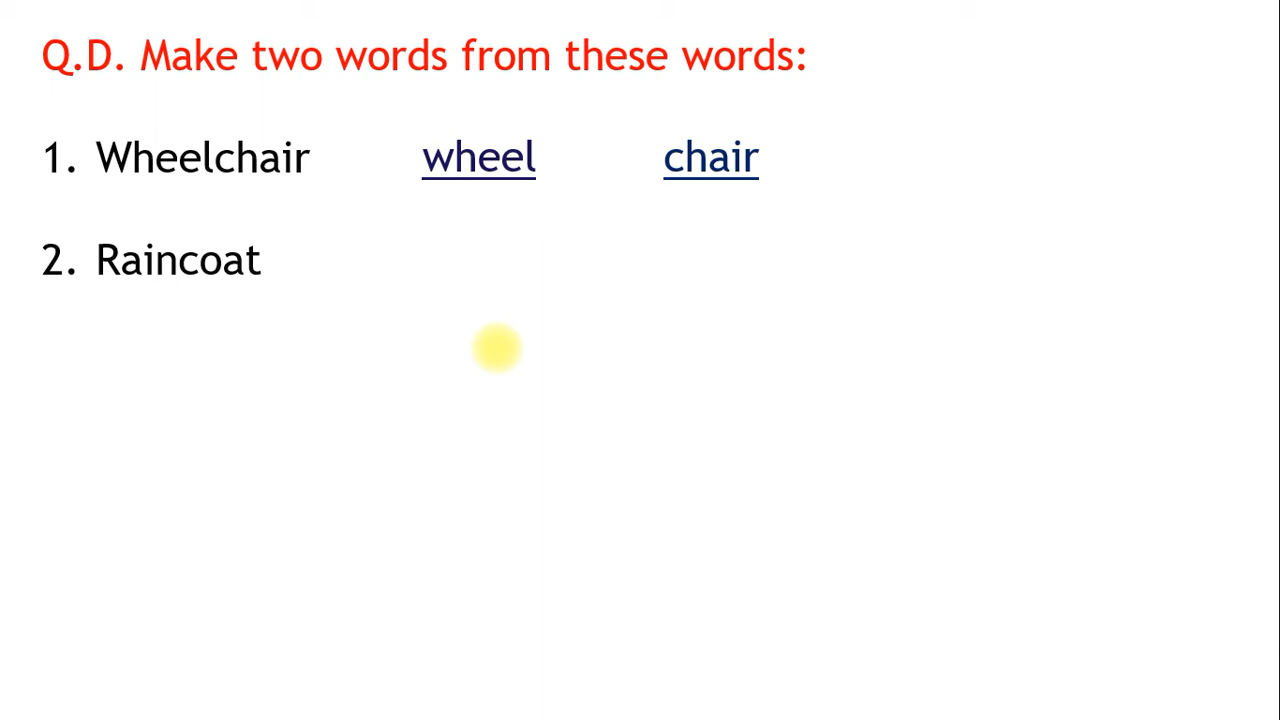 Q.D. Make two words from these words:
1. Wheelchair wheel chair
2. Raincoat